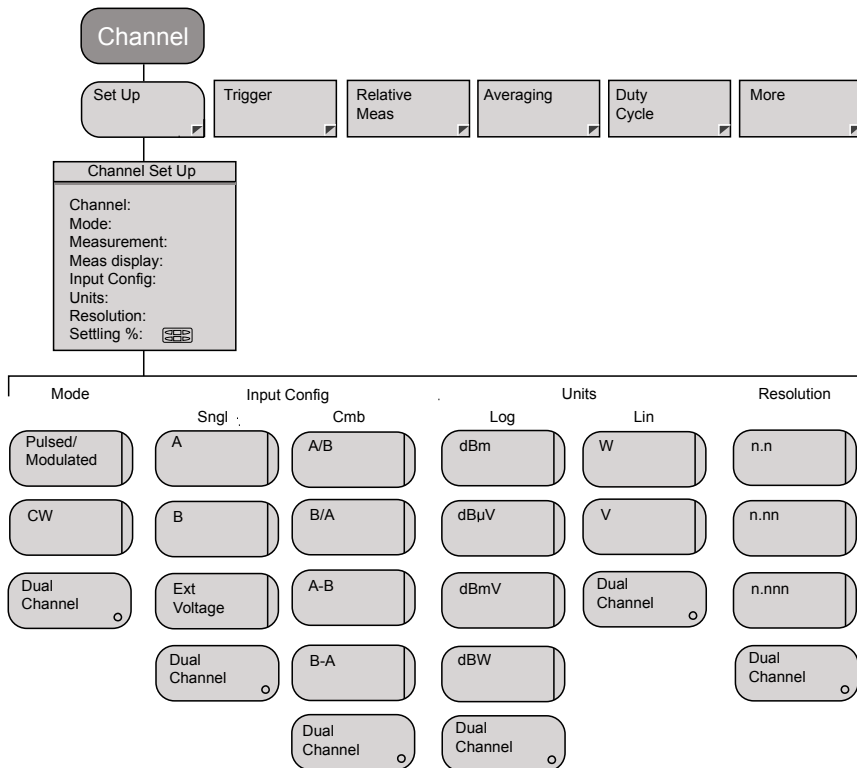 Channel
Set Up
Trigger
Relative
Meas
Averaging
Duty
Cycle
More
Channel Set Up
Channel:
Mode:
Measurement:
Meas display:
Input Config:
Units:
Resolution:
Settling %:
Mode
Input Config
Units
Resolution
Sngl
Cmb
Log
Lin
Pulsed/
Modulated
A
A/B
dBm
W
n.n
CW
B
B/A
dBµV
V
n.nn
Dual
Channel
Ext
Voltage
A-B
dBmV
Dual
Channel
n.nnn
Dual
Channel
B-A
dBW
Dual
Channel
Dual
Channel
Dual
Channel